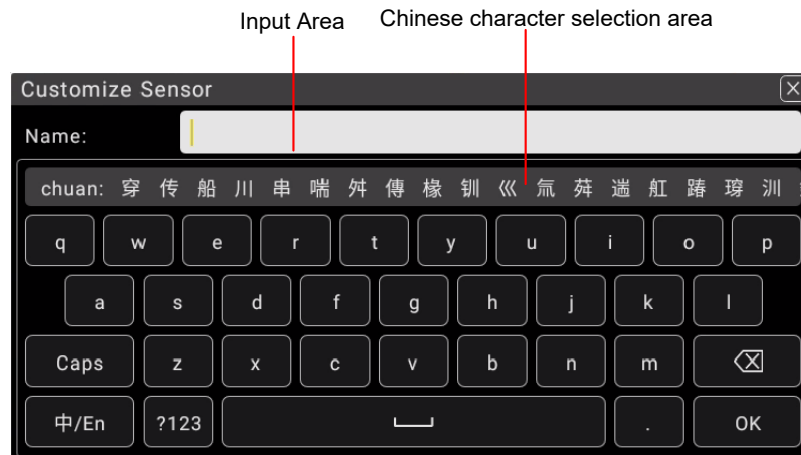 Input Area Chinese character selection area
Customize Sensor
Name:
chuan: 穿 传 船 川 串 喘 舛 傳 椽 钏 巛 氚 荈 遄 舡 踳 瑏 汌
q w e r t y u i o p
a s d f g h j k l
Caps z x c v b n m
中/En ?123 . OK